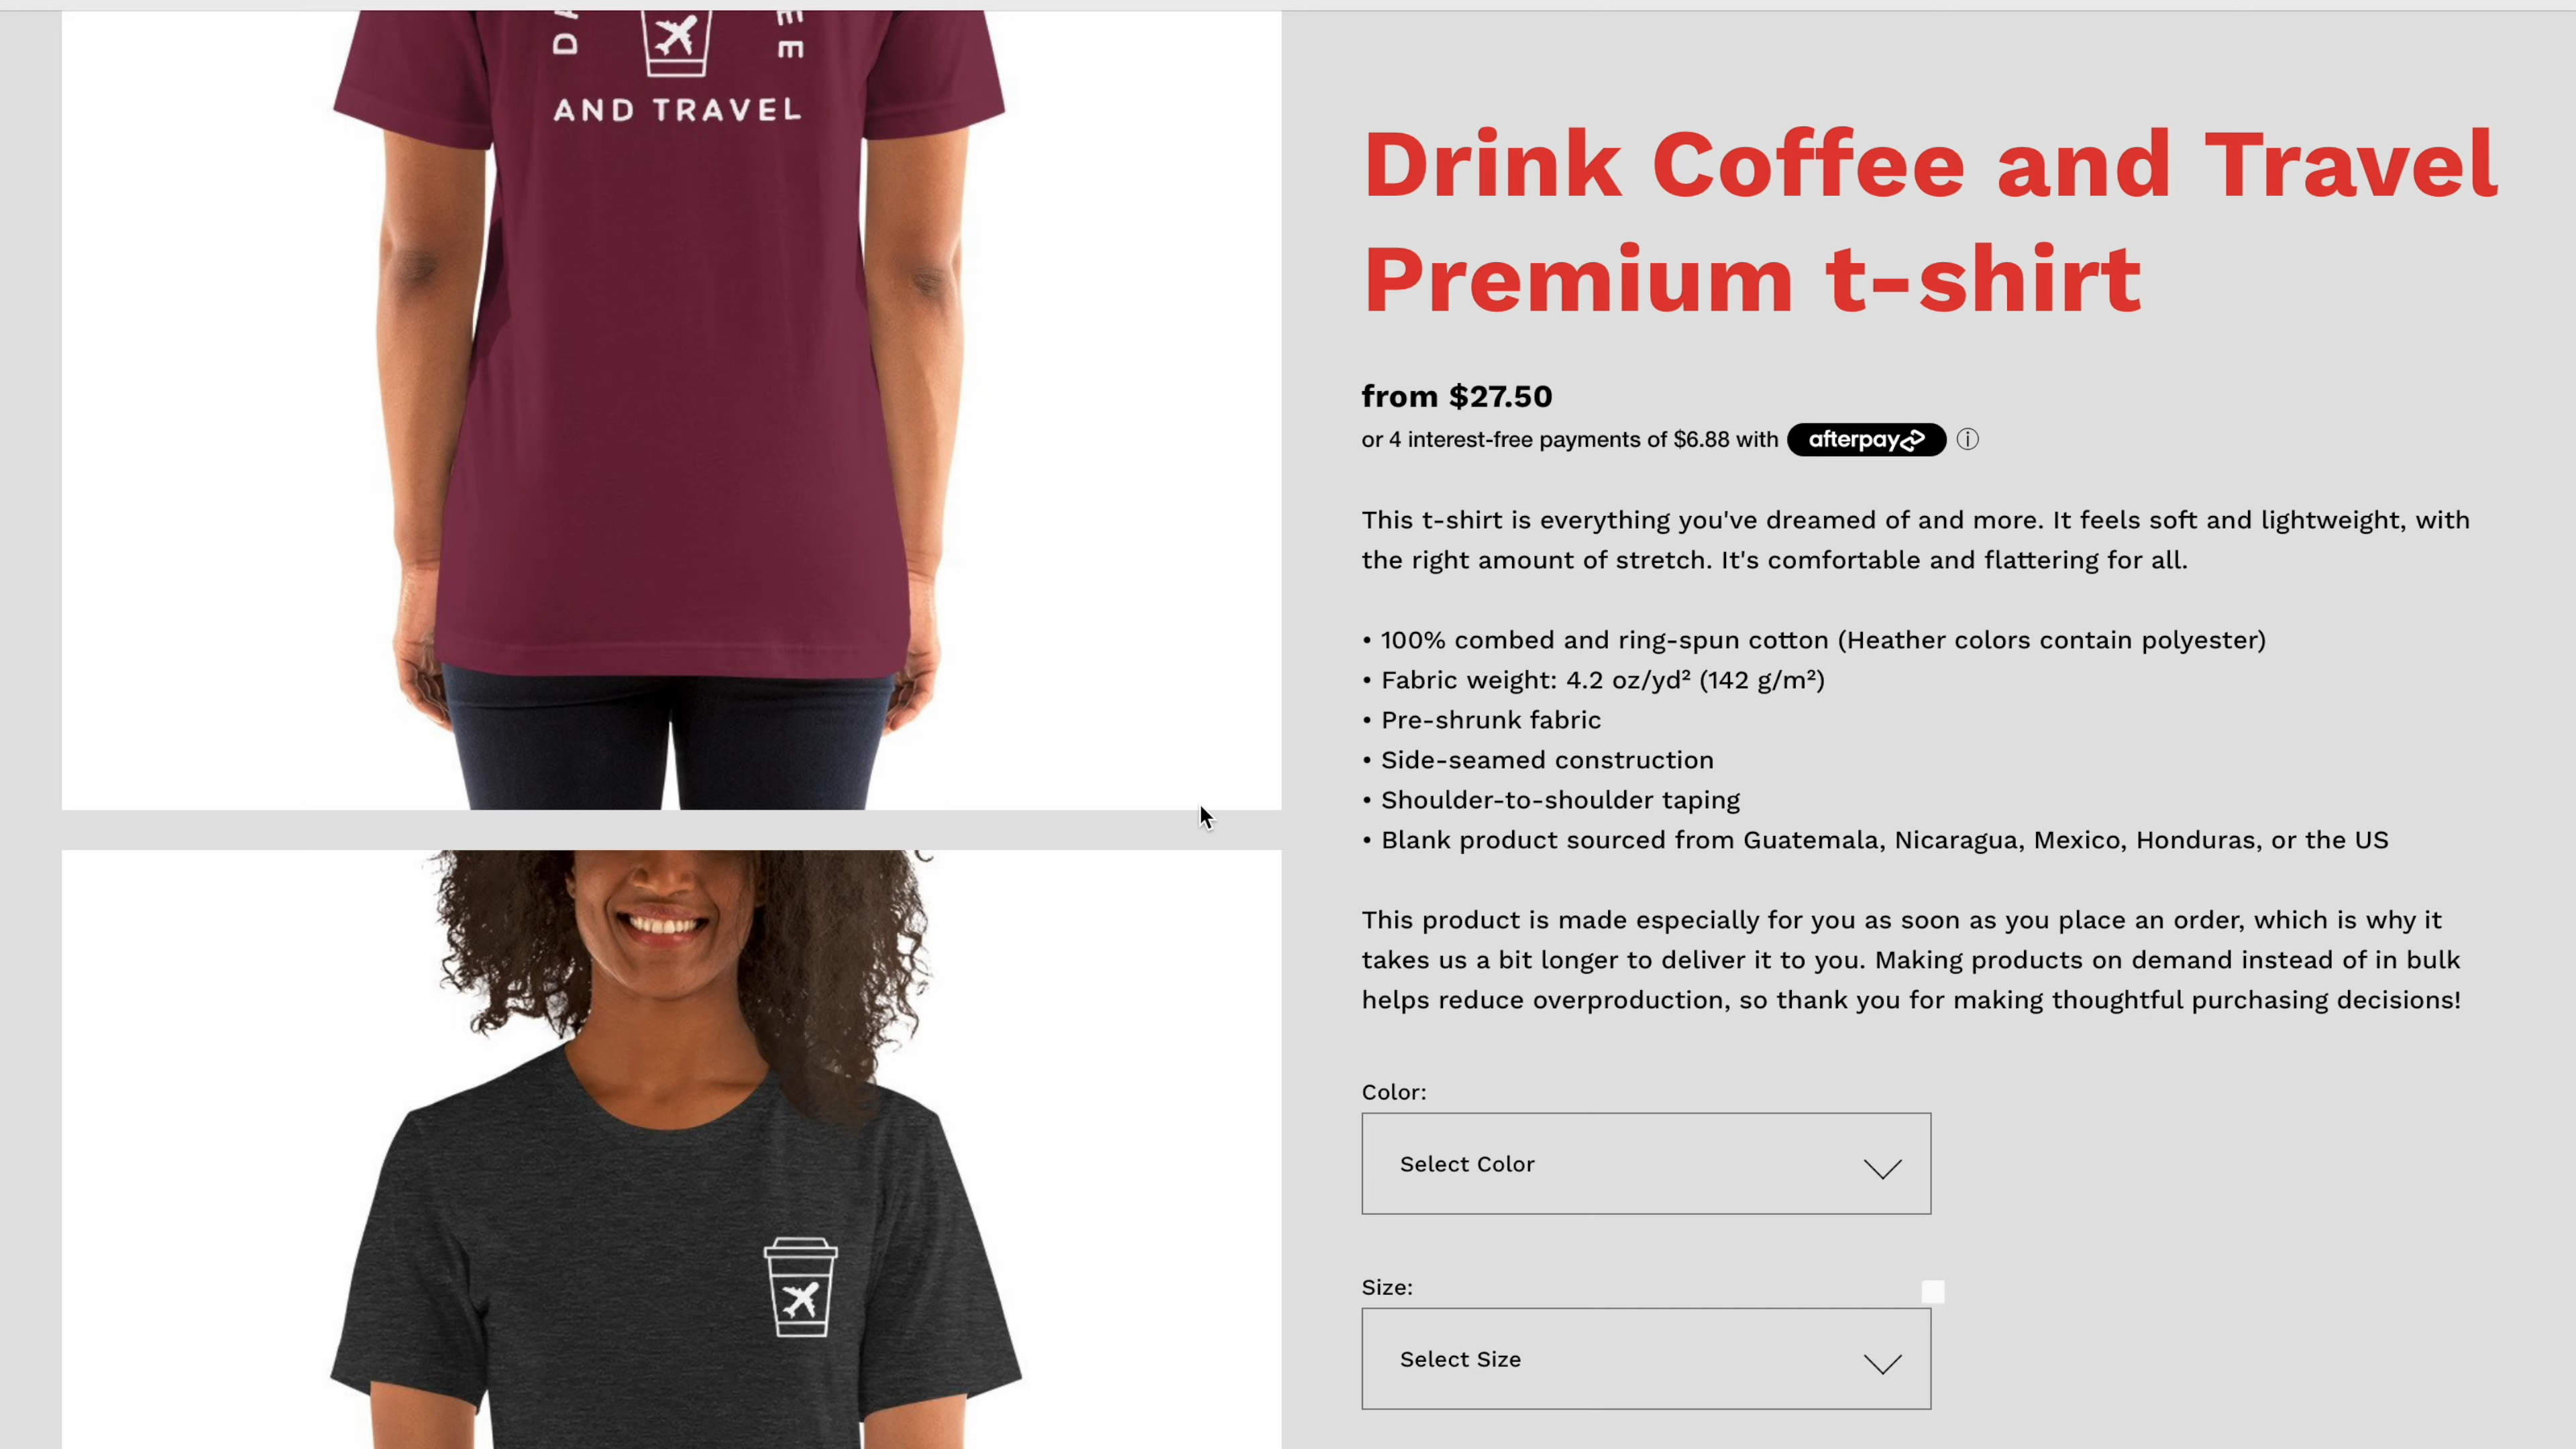 AND TRAVEL
Drink Coffee and Travel
Premium t-shirt
from $27.50
or 4 interest-free payments of $6.88 with afterpay
This t-shirt is everything you've dreamed of and more. It feels soft and lightweight, with
the right amount of stretch. It's comfortable and flattering for all.
• 100% combed and ring-spun cotton (Heather colors contain polyester)
• Fabric weight: 4.2 oz/yd² (142 g/m²)
• Pre-shrunk fabric
• Side-seamed construction
• Shoulder-to-shoulder taping
• Blank product sourced from Guatemala, Nicaragua, Mexico, Honduras, or the US
This product is made especially for you as soon as you place an order, which is why it
takes us a bit longer to deliver it to you. Making products on demand instead of in bulk
helps reduce overproduction, so thank you for making thoughtful purchasing decisions!
Color:
Select Color
Size:
Select Size